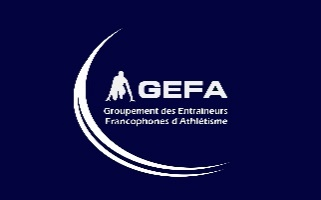 GEFA
Groupement des Entraîneurs
Francophones d'Athlétisme